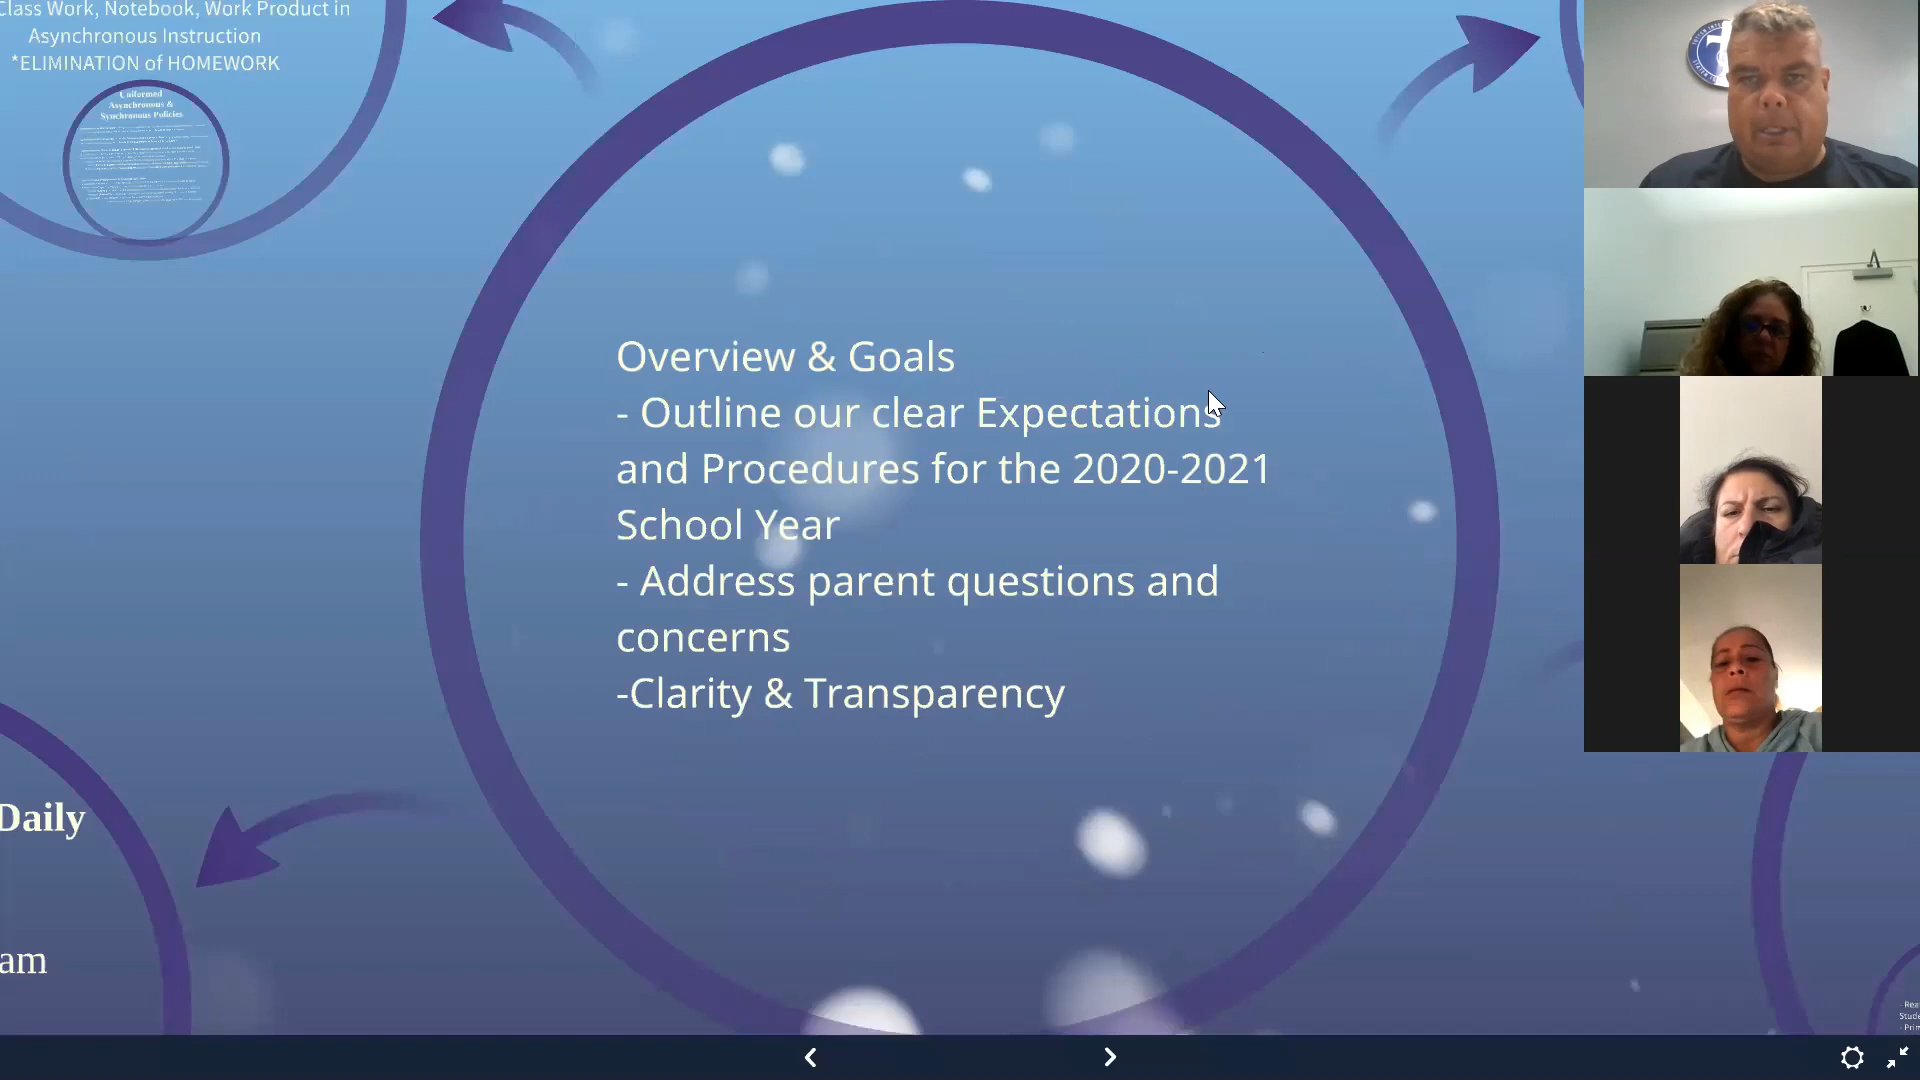 Class Work, Notebook, Work Product in
Asynchronous Instruction
*ELIMINATION of HOMEWORK
Uniformed
Asynchronous &
Synchronous Policies
Overview & Goals
- Outline our clear Expectations
and Procedures for the 2020-2021
School Year
- Address parent questions and
concerns
-Clarity & Transparency
Daily
am